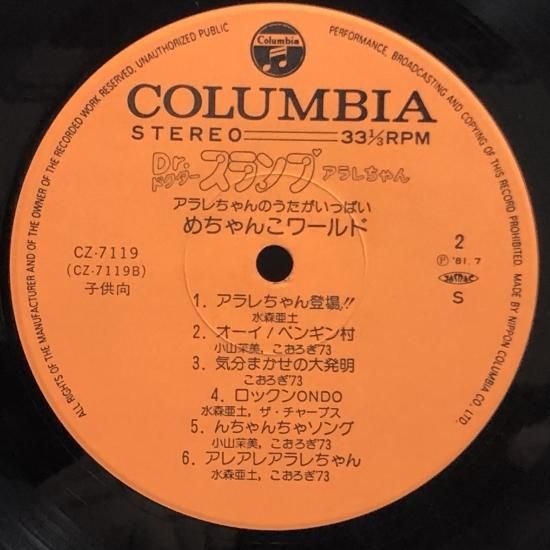 ALL RIGHTS OF THE MANUFACTURER AND OF THE OWNER OF THE RECORDED WORK RESERVED, UNAUTHORIZED PUBLIC PERFORMANCE, BROADCASTING AND COPYING OF THIS RECORD PROHIBITED MADE BY NIPPON COLUMBIA CO., LTD.
Columbia
COLUMBIA
STEREO 33⅓RPM
Dr.
ドクター スランプ アラレちゃん
アラレちゃんのうたがいっぱい
めちゃんこワールド
CZ-7119
(CZ-7119B)
子供向
2
Ⓟ '81. 7
JASRAC
S
1. アラレちゃん登場!!
水森亜土
2. オーイ!ペンギン村
小山茉美, こおろぎ'73
3. 気分まかせの大発明
こおろぎ'73
4. ロックンONDO
水森亜土, ザ・チャープス
5. んちゃんちゃソング
小山茉美, こおろぎ'73
6. アレアレアラレちゃん
水森亜土, こおろぎ'73